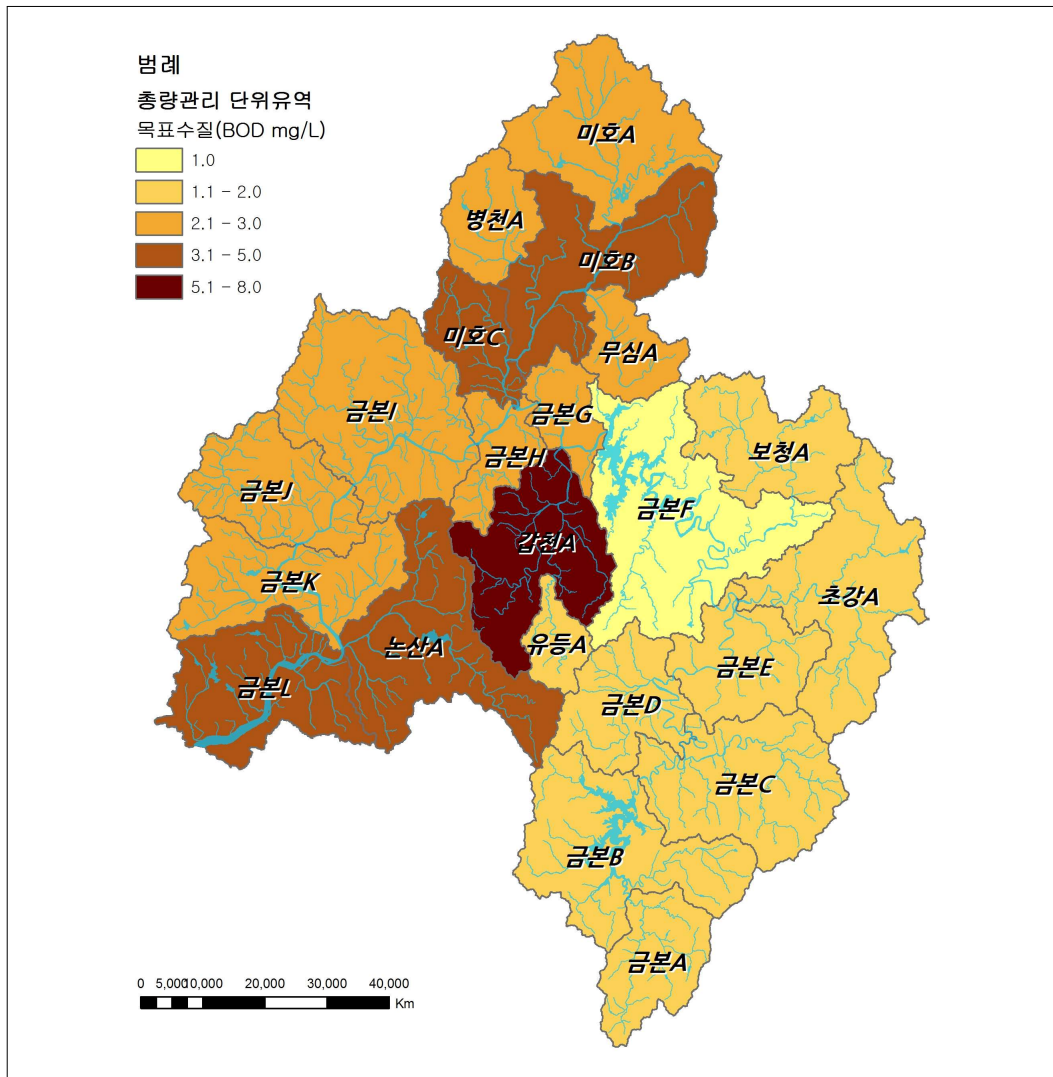 범례
총량관리 단위유역
목표수질(BOD mg/L)
1.0
1.1 - 2.0
2.1 - 3.0
3.1 - 5.0
5.1 - 8.0
미호A
병천A
미호B
미호C
무심A
금본I
금본G
금본H
보청A
금본J
금본F
갑천A
금본K
초강A
논산A
유등A
금본E
금본L
금본D
금본C
금본B
금본A
0 5,000 10,000 20,000 30,000 40,000
Km